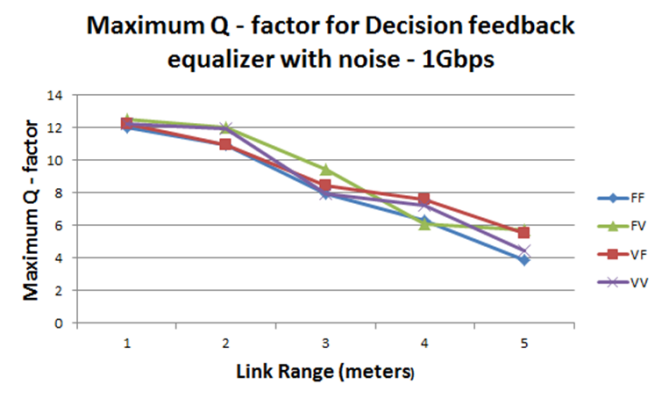 Maximum Q - factor for Decision feedback
equalizer with noise - 1Gbps
Maximum Q - factor
14
12
10
8
6
4
2
0
1 2 3 4 5
Link Range (meters)
FF
FV
VF
VV